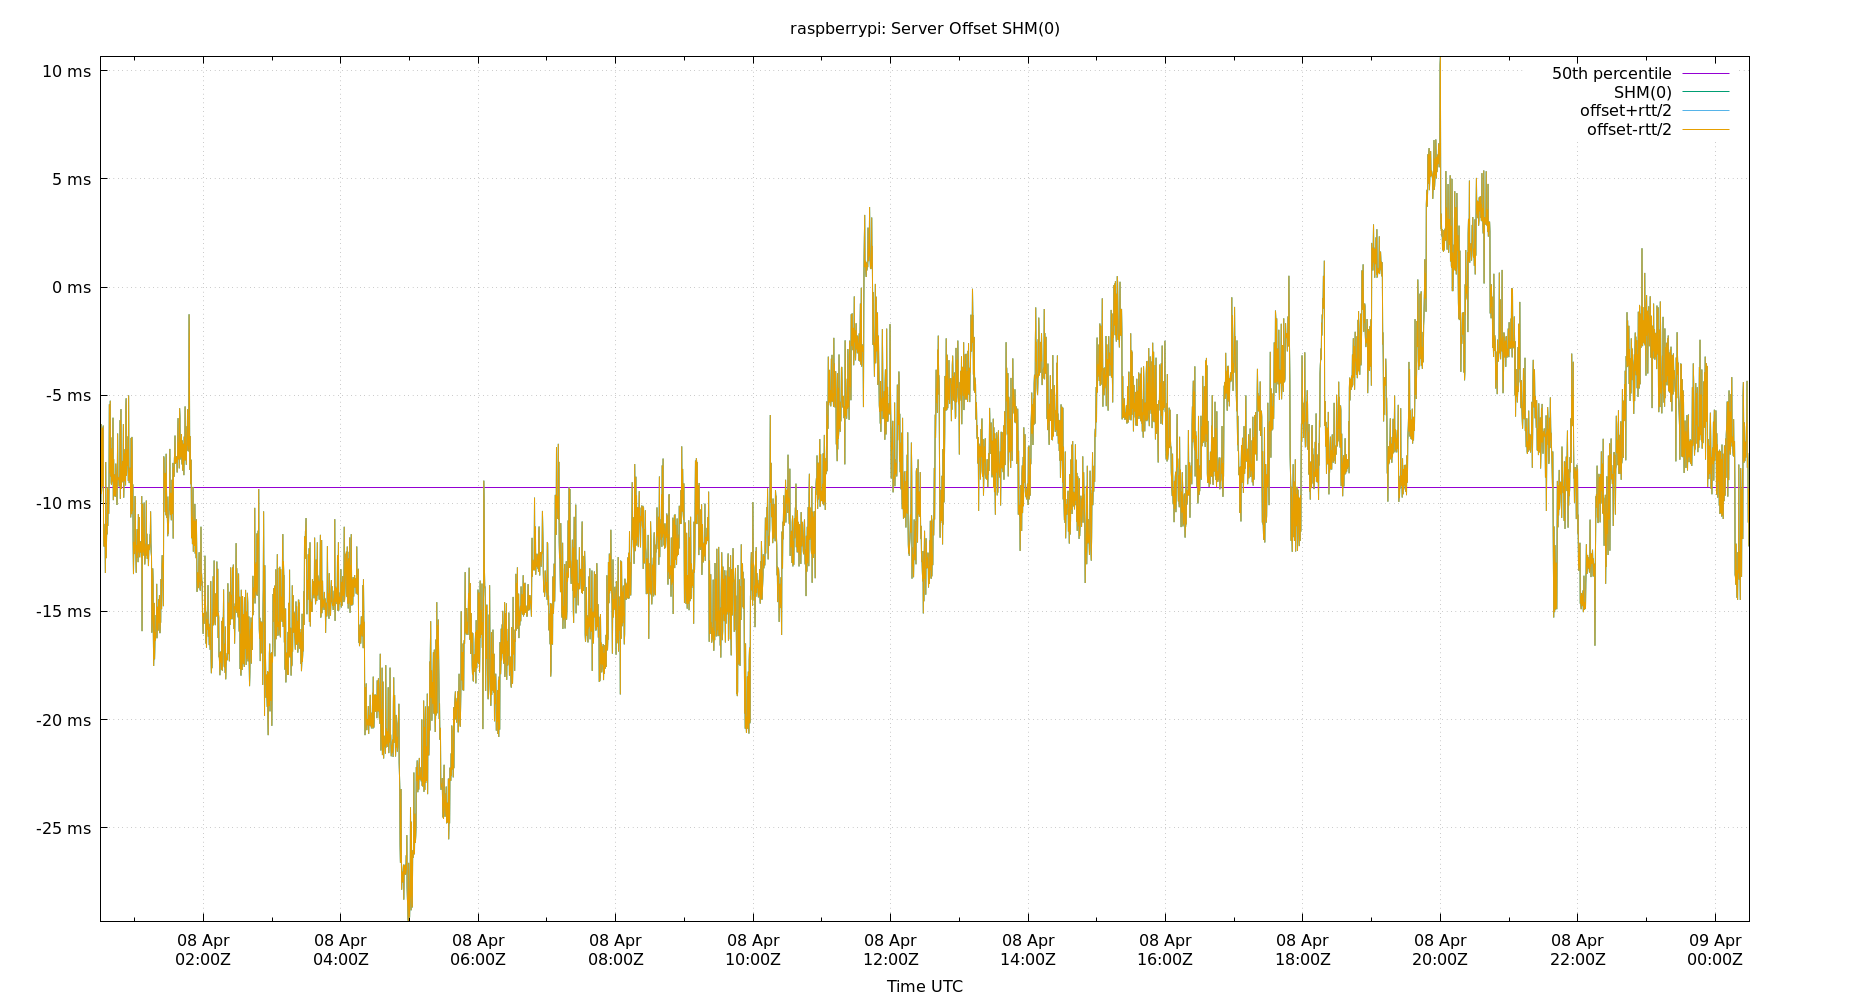 raspberrypi: Server Offset SHM(0)
10 ms
5 ms
0 ms
-5 ms
-10 ms
-15 ms
-20 ms
-25 ms
50th percentile
SHM(0)
offset+rtt/2
offset-rtt/2
08 Apr
02:00Z
08 Apr
04:00Z
08 Apr
06:00Z
08 Apr
08:00Z
08 Apr
10:00Z
08 Apr
12:00Z
08 Apr
14:00Z
08 Apr
16:00Z
08 Apr
18:00Z
08 Apr
20:00Z
08 Apr
22:00Z
09 Apr
00:00Z
Time UTC